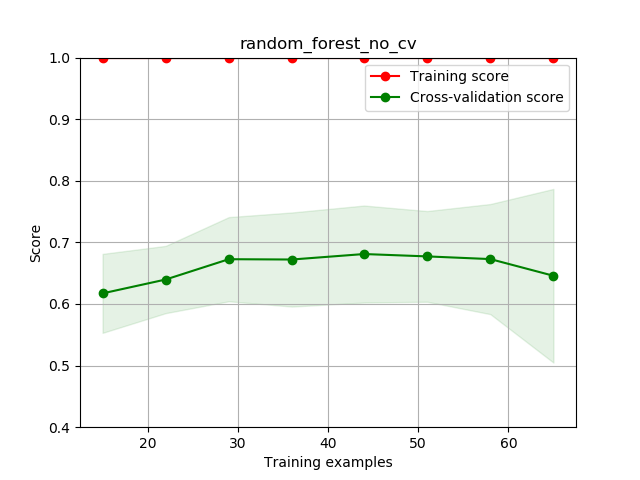 random_forest_no_cv
Training score
Cross-validation score
Score
1.0
0.9
0.8
0.7
0.6
0.5
0.4
20 30 40 50 60
Training examples